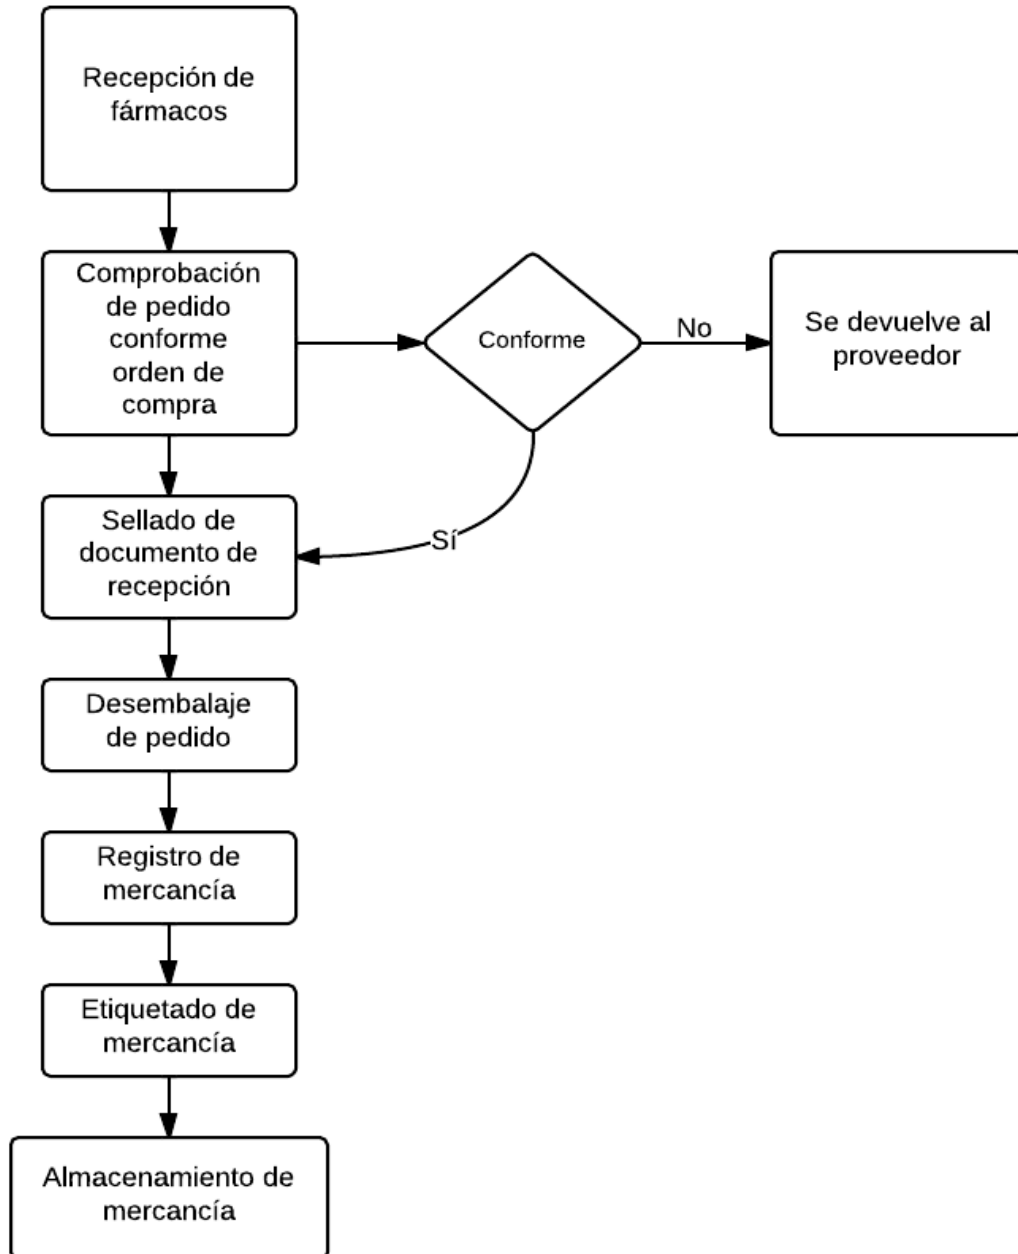 Recepción de
fármacos
Comprobación
de pedido
conforme
orden de
compra
Conforme
No
Se devuelve al
proveedor
Sí
Sellado de
documento de
recepción
Desembalaje
de pedido
Registro de
mercancía
Etiquetado de
mercancía
Almacenamiento de
mercancía